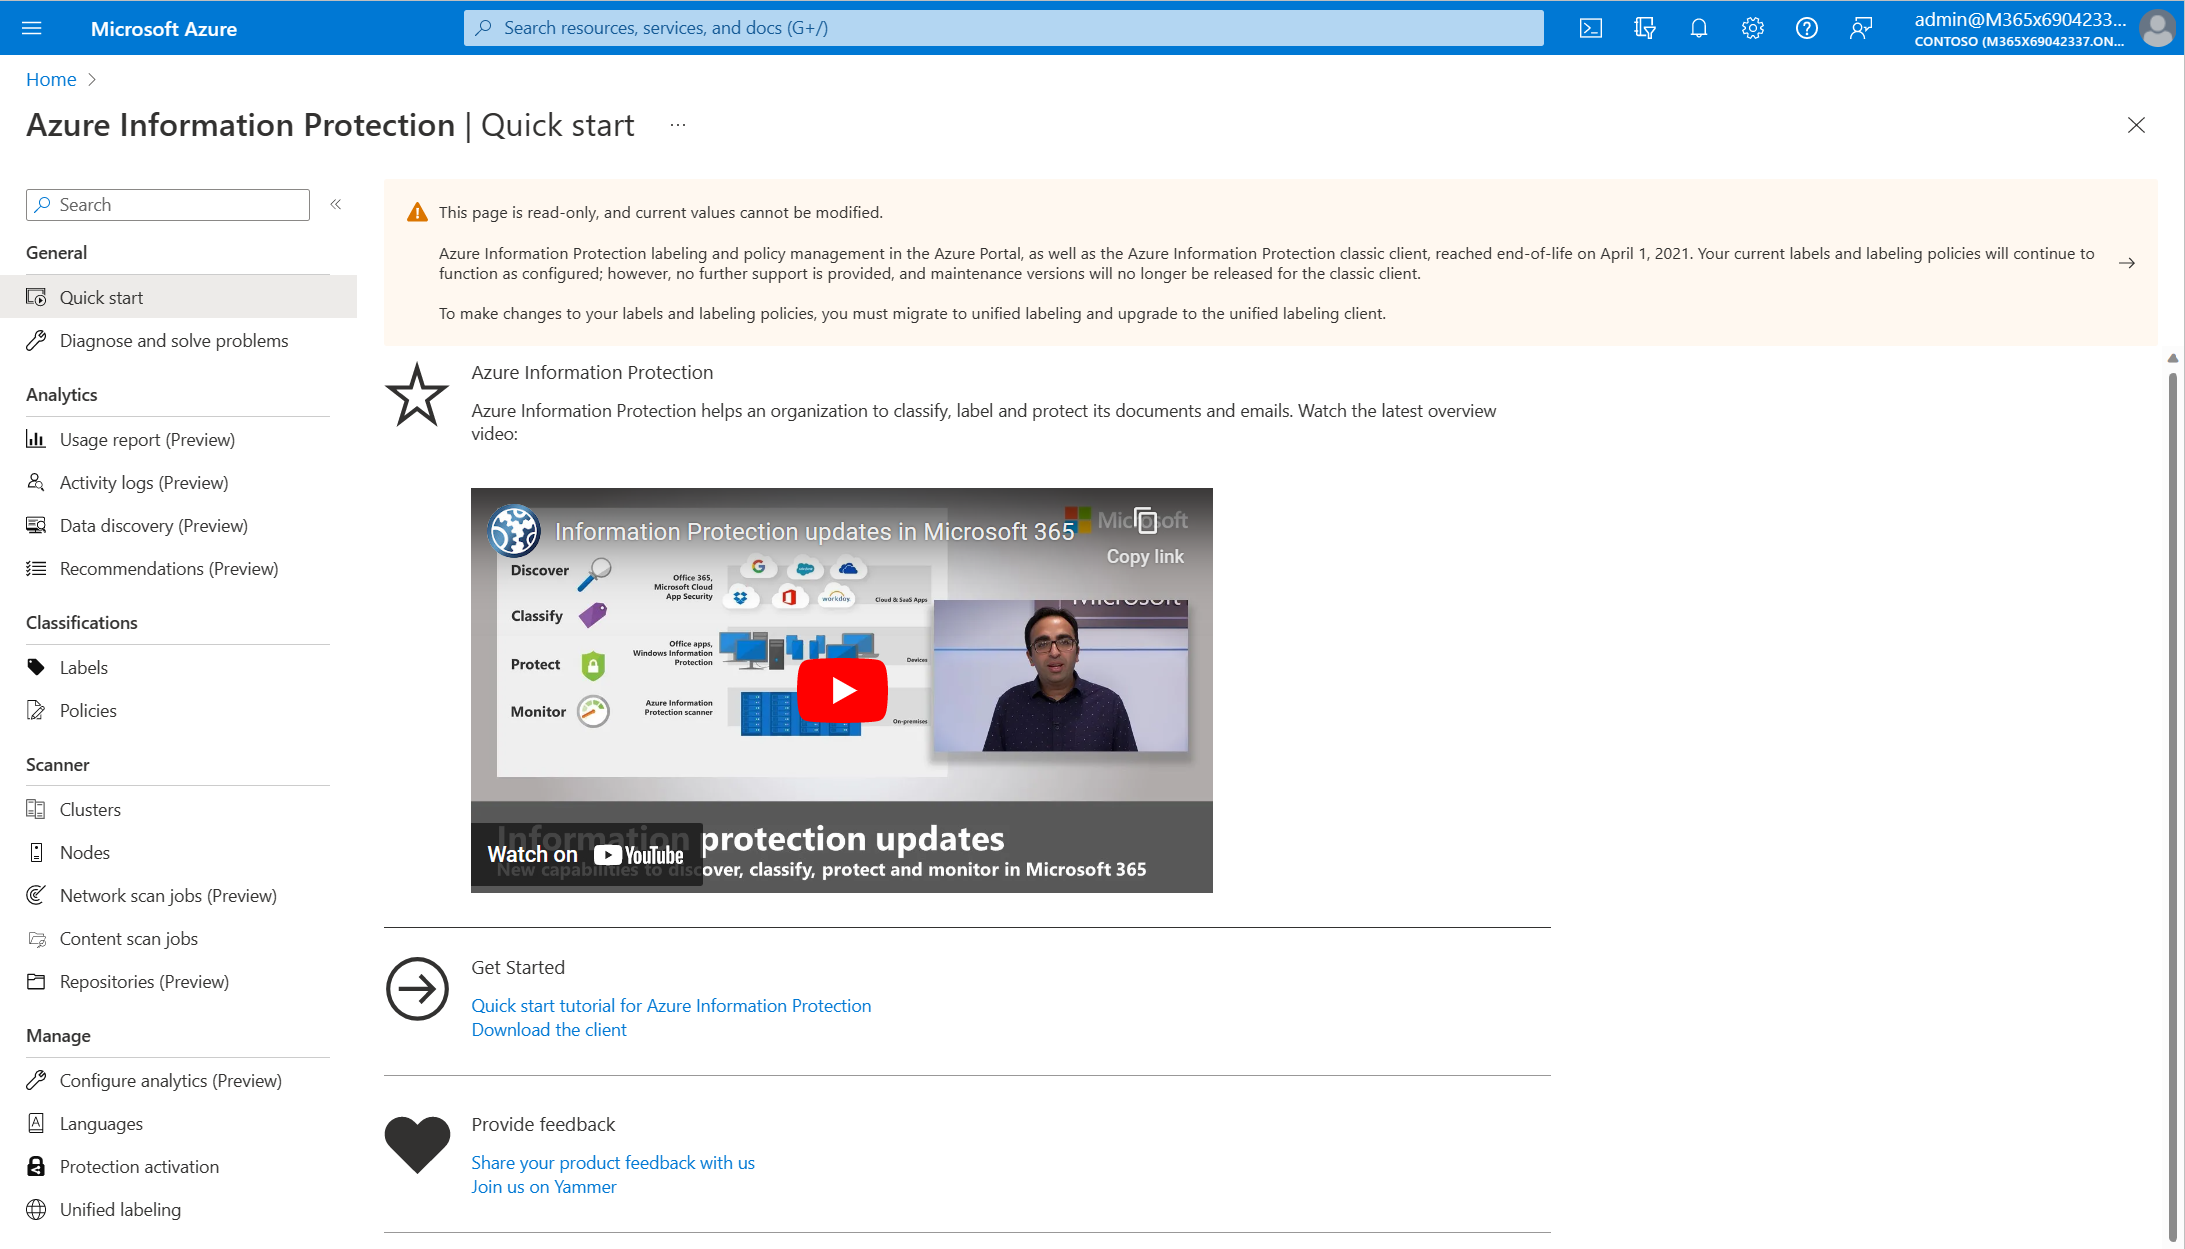 Microsoft Azure
Search resources, services, and docs (G+/)
admin@M365x6904233...
CONTOSO (M365X69042337.ON...
Home
Azure Information Protection | Quick start
...
Search
General
Quick start
Diagnose and solve problems
Analytics
Usage report (Preview)
Activity logs (Preview)
Data discovery (Preview)
Recommendations (Preview)
Classifications
Labels
Policies
Scanner
Clusters
Nodes
Network scan jobs (Preview)
Content scan jobs
Repositories (Preview)
Manage
Configure analytics (Preview)
Languages
Protection activation
Unified labeling
This page is read-only, and current values cannot be modified.
Azure Information Protection labeling and policy management in the Azure Portal, as well as the Azure Information Protection classic client, reached end-of-life on April 1, 2021. Your current labels and labeling policies will continue to
function as configured; however, no further support is provided, and maintenance versions will no longer be released for the classic client.
To make changes to your labels and labeling policies, you must migrate to unified labeling and upgrade to the unified labeling client.
Azure Information Protection
Azure Information Protection helps an organization to classify, label and protect its documents and emails. Watch the latest overview
video:
Information Protection updates in Microsoft 365
Microsoft
Copy link
Discover
Classify
Protect
Monitor
Office 365,
Microsoft Cloud
App Security
workday
Cloud & SaaS Apps
Office apps,
Windows Information
Protection
Devices
Azure Information
Protection scanner
On-premises
Microsoft
Information protection updates
New capabilities to discover, classify, protect and monitor in Microsoft 365
Watch on YouTube
Get Started
Quick start tutorial for Azure Information Protection
Download the client
Provide feedback
Share your product feedback with us
Join us on Yammer